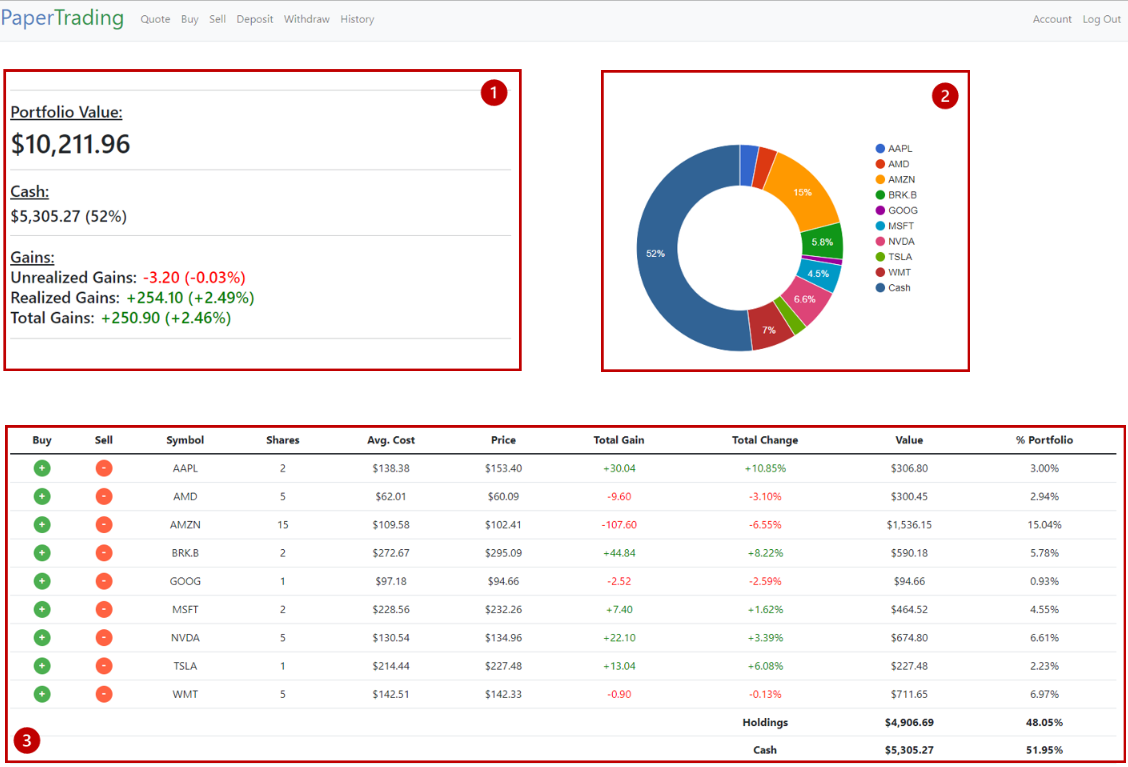 PaperTrading Quote Buy Sell Deposit Withdraw History Account Log Out
1
Portfolio Value:
$10,211.96
Cash:
$5,305.27 (52%)
Gains:
Unrealized Gains: -3.20 (-0.03%)
Realized Gains: +254.10 (+2.49%)
Total Gains: +250.90 (+2.46%)
2
15%
5.8%
4.5%
6.6%
7%
52%
AAPL
AMD
AMZN
BRK.B
GOOG
MSFT
NVDA
TSLA
WMT
Cash
Buy Sell Symbol Shares Avg. Cost Price Total Gain Total Change Value % Portfolio
+ - AAPL 2 $138.38 $153.40 +30.04 +10.85% $306.80 3.00%
+ - AMD 5 $62.01 $60.09 -9.60 -3.10% $300.45 2.94%
+ - AMZN 15 $109.58 $102.41 -107.60 -6.55% $1,536.15 15.04%
+ - BRK.B 2 $272.67 $295.09 +44.84 +8.22% $590.18 5.78%
+ - GOOG 1 $97.18 $94.66 -2.52 -2.59% $94.66 0.93%
+ - MSFT 2 $228.56 $232.26 +7.40 +1.62% $464.52 4.55%
+ - NVDA 5 $130.54 $134.96 +22.10 +3.39% $674.80 6.61%
+ - TSLA 1 $214.44 $227.48 +13.04 +6.08% $227.48 2.23%
+ - WMT 5 $142.51 $142.33 -0.90 -0.13% $711.65 6.97%
Holdings $4,906.69 48.05%
3
Cash $5,305.27 51.95%